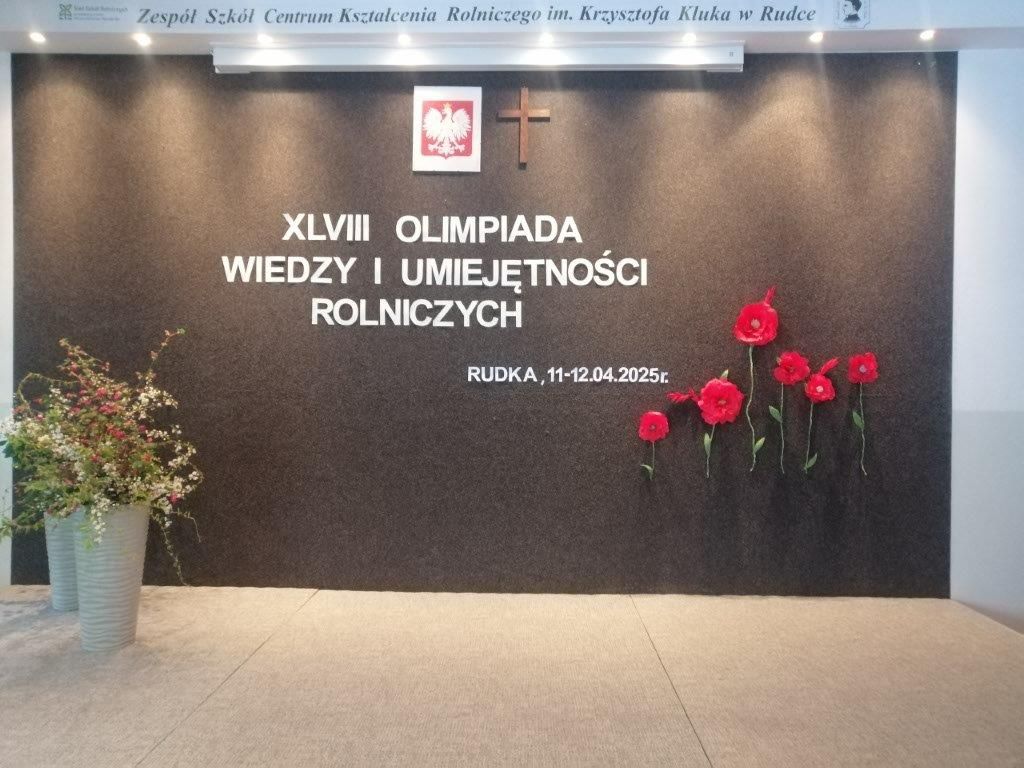 Zespół Szkół Centrum Kształcenia Rolniczego im. Krzysztofa Kluka w Rudce
XLVIII OLIMPIADA
WIEDZY I UMIEJĘTNOŚCI
ROLNICZYCH
RUDKA, 11-12.04.2025r.